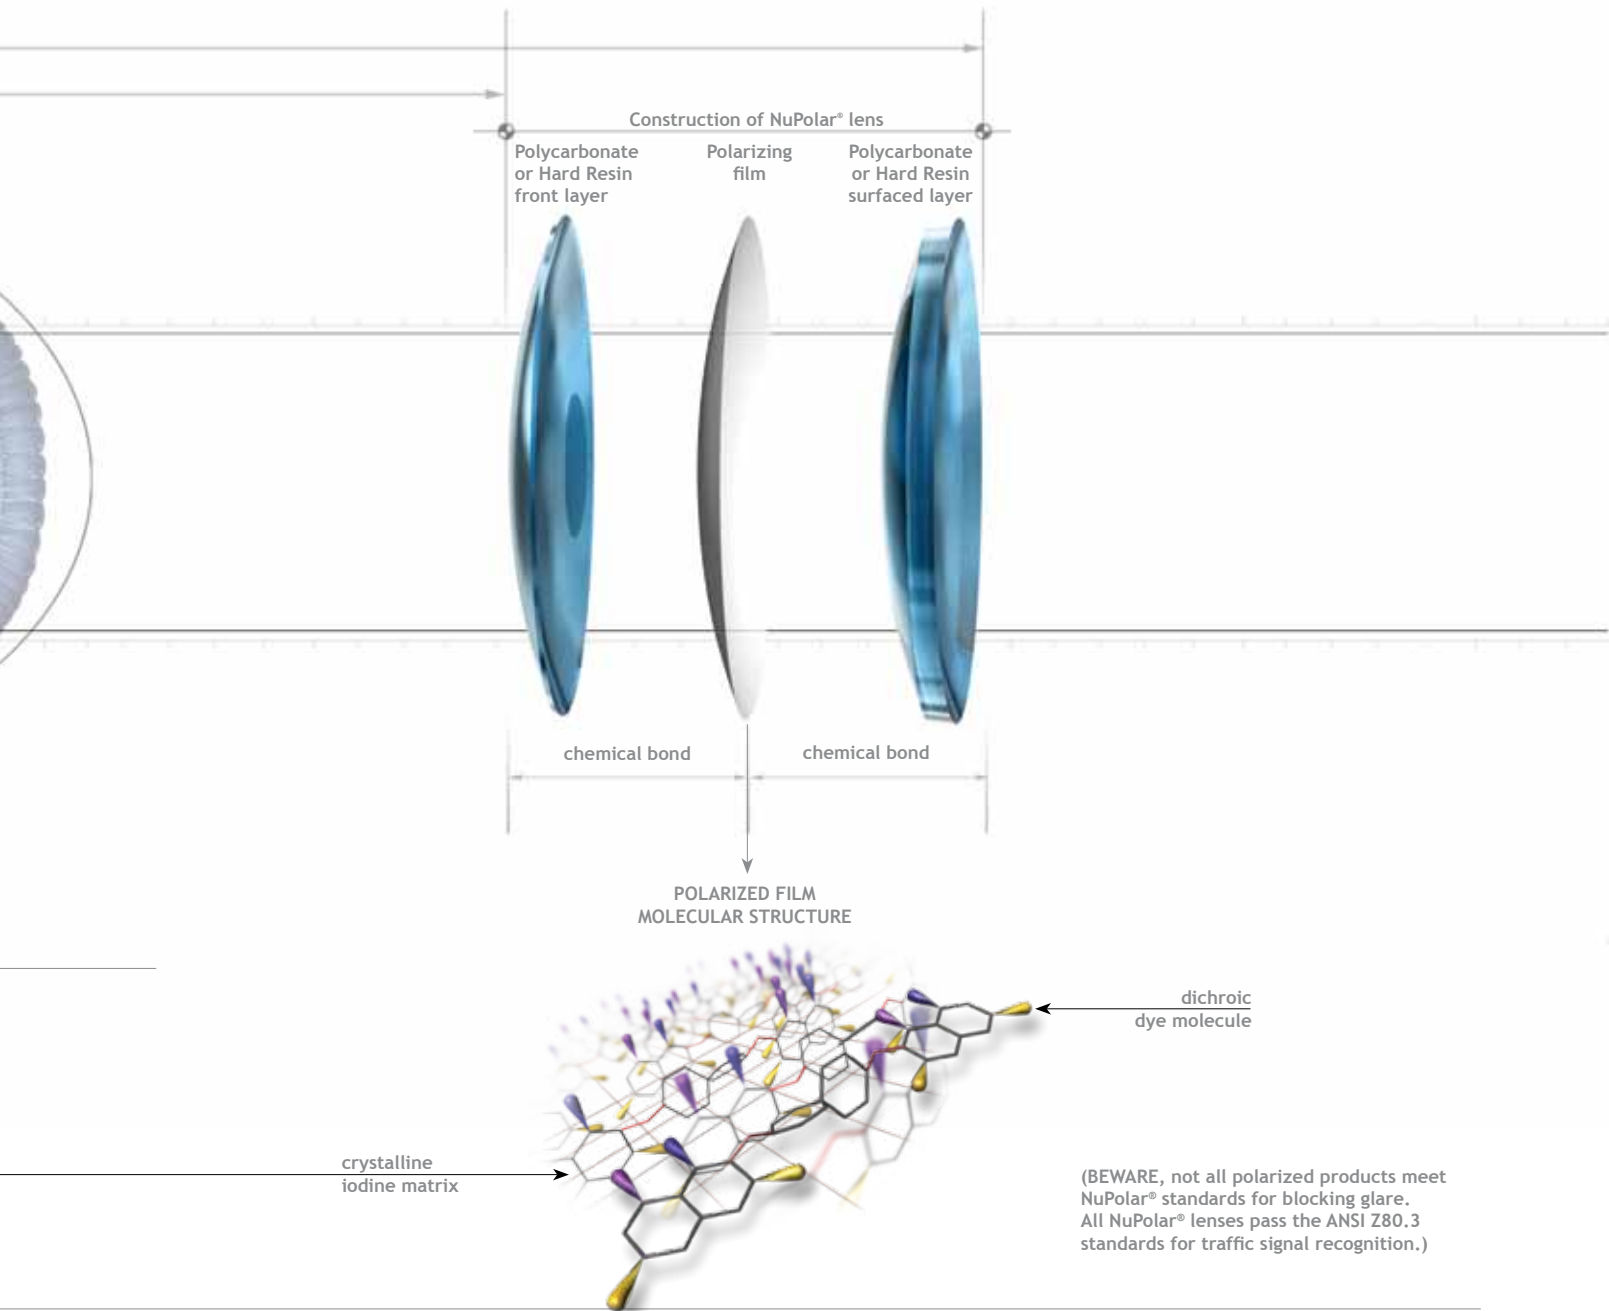 Construction of NuPolar® lens
Polycarbonate
or Hard Resin
front layer
Polarizing
film
Polycarbonate
or Hard Resin
surfaced layer
chemical bond
chemical bond
POLARIZED FILM
MOLECULAR STRUCTURE
dichroic
dye molecule
crystalline
iodine matrix
(BEWARE, not all polarized products meet
NuPolar® standards for blocking glare.
All NuPolar® lenses pass the ANSI Z80.3
standards for traffic signal recognition.)